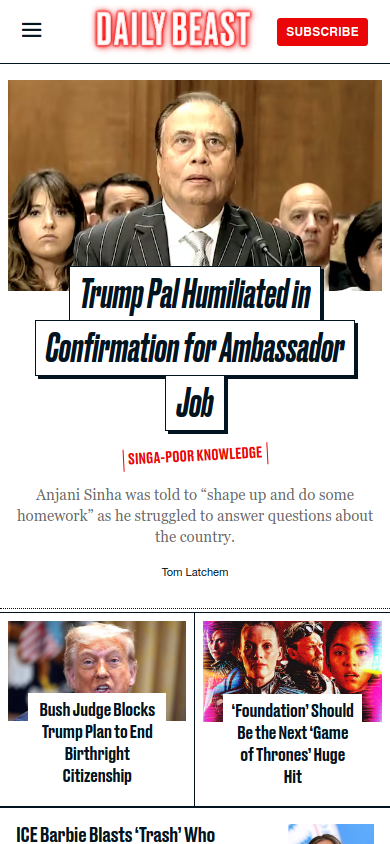 DAILY BEAST
SUBSCRIBE
Trump Pal Humiliated in
Confirmation for Ambassador
Job
SINGA-POOR KNOWLEDGE
Anjani Sinha was told to “shape up and do some
homework” as he struggled to answer questions about
the country.
Tom Latchem
Bush Judge Blocks
Trump Plan to End
Birthright
Citizenship
‘Foundation’ Should
Be the Next ‘Game
of Thrones’ Huge
Hit
ICE Barbie Blasts ‘Trash’ Who